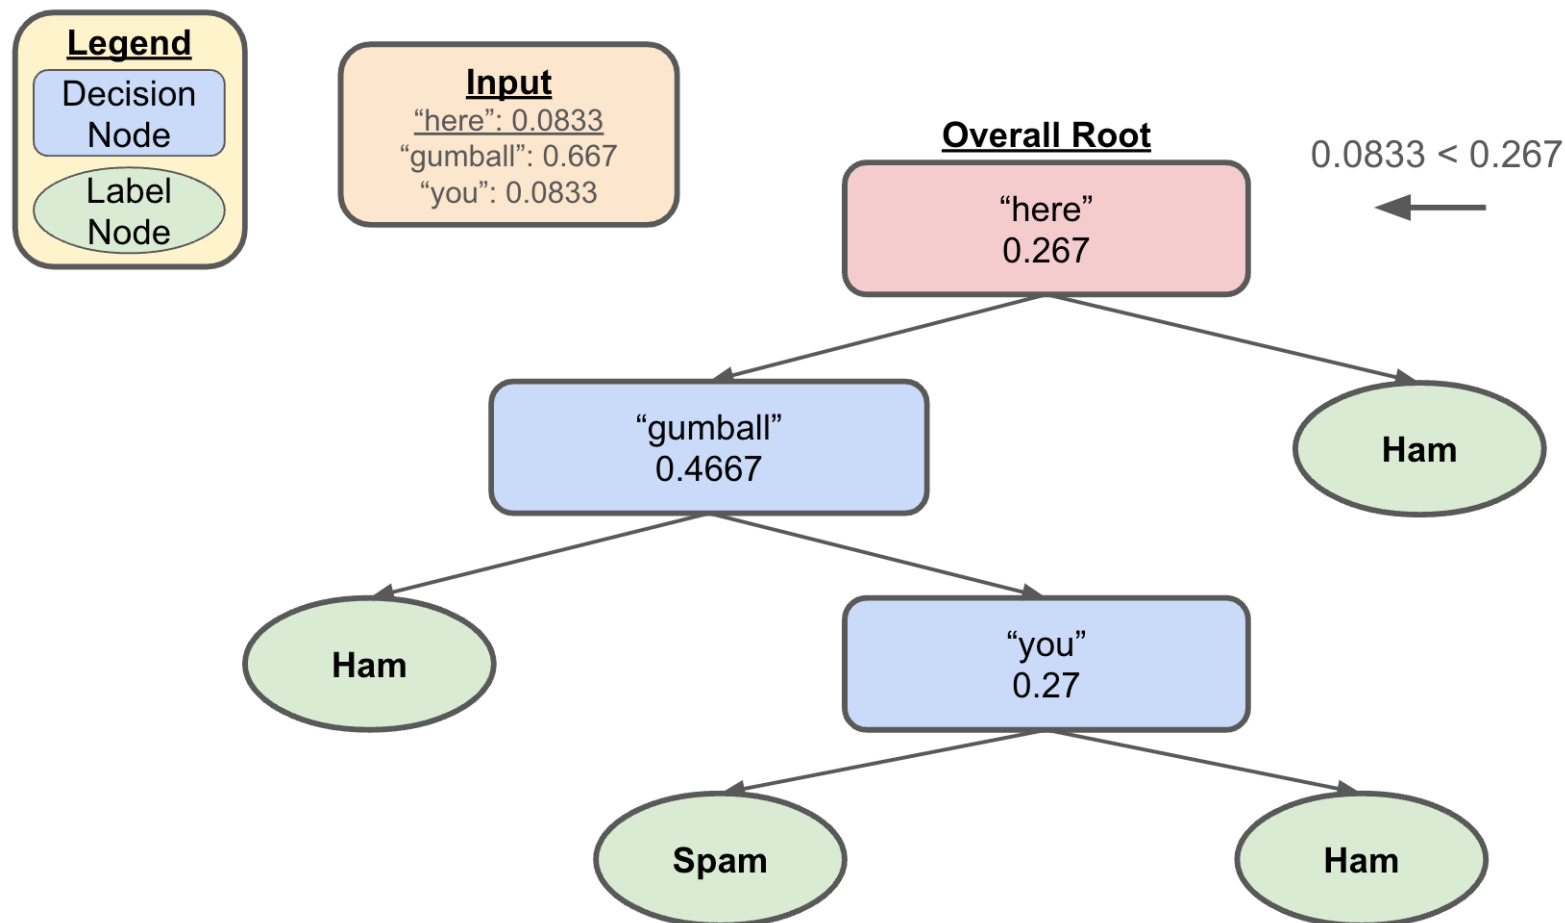 Legend
Decision
Node
Label
Node
Input
“here”: 0.0833
“gumball”: 0.667
“you”: 0.0833
Overall Root
0.0833 < 0.267
“here”
0.267
“gumball”
0.4667
Ham
Ham
“you”
0.27
Spam
Ham